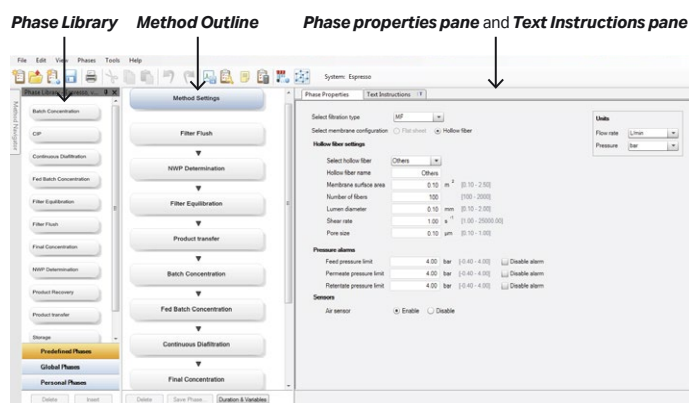 Phase Library Method Outline Phase properties pane and Text Instructions pane
File Edit View Phases Tools Help
System: Espresso
Phase Library (Espresso, v...
Method Navigator
Batch Concentration
CIP
Continuous Diafiltration
Fed Batch Concentration
Filter Equilibration
Filter Flush
Final Concentration
NWP Determination
Product Recovery
Product transfer
Storage
Predefined Phases
Global Phases
Personal Phases
Delete Insert
Method Settings
Filter Flush
NWP Determination
Filter Equilibration
Product transfer
Batch Concentration
Fed Batch Concentration
Continuous Diafiltration
Final Concentration
Delete Save Phase... Duration & Variables
Phase Properties Text Instructions
Select filtration type MF
Select membrane configuration Flat sheet Hollow fiber
Hollow fiber settings
Select hollow fiber Others
Hollow fiber name Others
Membrane surface area 0.10 m 2 [0.10 - 2.50]
Number of fibers 100 [100 - 2000]
Lumen diameter 0.10 mm [0.10 - 2.00]
Shear rate 1.00 s -1 [1.00 - 25000.00]
Pore size 0.10 µm [0.10 - 1.00]
Pressure alarms
Feed pressure limit 4.00 bar [-0.40 - 4.00] Disable alarm
Permeate pressure limit 4.00 bar [-0.40 - 4.00] Disable alarm
Retentate pressure limit 4.00 bar [-0.40 - 4.00] Disable alarm
Sensors
Air sensor Enable Disable
Units
Flow rate L/min
Pressure bar